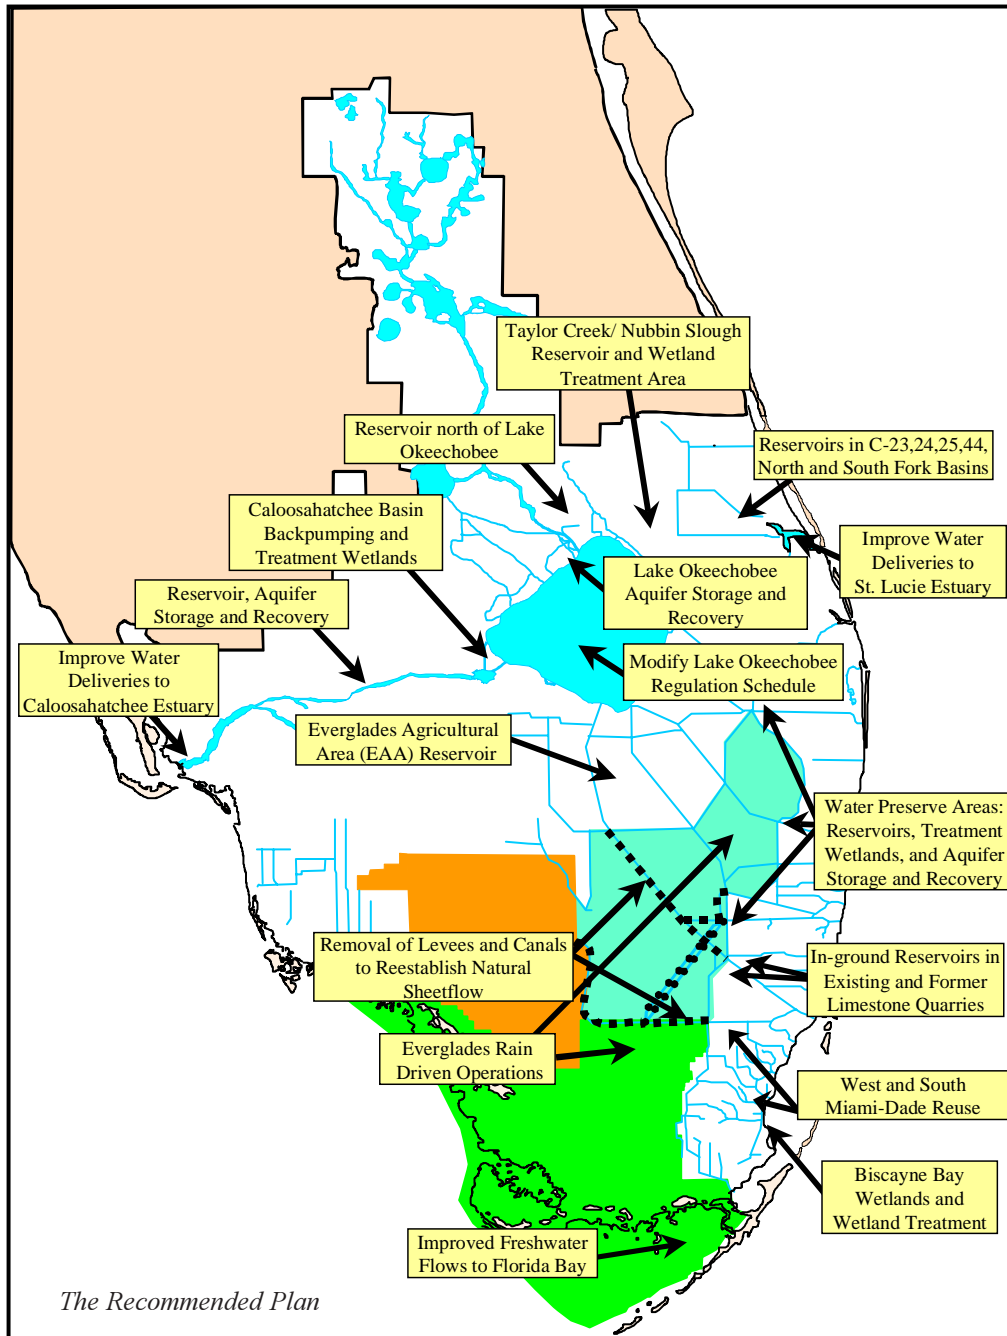 Taylor Creek/ Nubbin Slough
Reservoir and Wetland
Treatment Area
Reservoir north of Lake
Okeechobee
Reservoirs in C-23,24,25,44,
North and South Fork Basins
Caloosahatchee Basin
Backpumping and
Treatment Wetlands
Improve Water
Deliveries to
St. Lucie Estuary
Lake Okeechobee
Aquifer Storage and
Recovery
Reservoir, Aquifer
Storage and Recovery
Improve Water
Deliveries to
Caloosahatchee Estuary
Modify Lake Okeechobee
Regulation Schedule
Everglades Agricultural
Area (EAA) Reservoir
Water Preserve Areas:
Reservoirs, Treatment
Wetlands, and Aquifer
Storage and Recovery
Removal of Levees and Canals
to Reestablish Natural
Sheetflow
In-ground Reservoirs in
Existing and Former
Limestone Quarries
Everglades Rain
Driven Operations
West and South
Miami-Dade Reuse
Biscayne Bay
Wetlands and
Wetland Treatment
Improved Freshwater
Flows to Florida Bay
The Recommended Plan